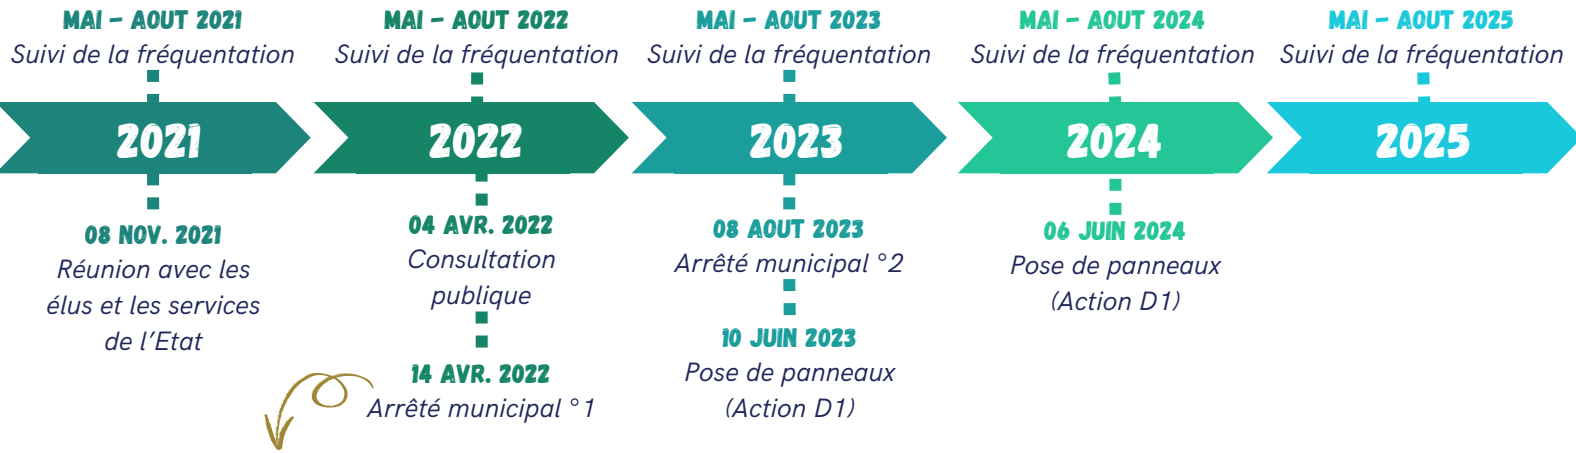 MAI - AOUT 2021
Suivi de la fréquentation
2021
08 NOV. 2021
Réunion avec les
élus et les services
de l'Etat
MAI - AOUT 2022
Suivi de la fréquentation
2022
04 AVR. 2022
Consultation
publique
14 AVR. 2022
Arrêté municipal °1
MAI - AOUT 2023
Suivi de la fréquentation
2023
08 AOUT 2023
Arrêté municipal °2
10 JUIN 2023
Pose de panneaux
(Action D1)
MAI - AOUT 2024
Suivi de la fréquentation
2024
06 JUIN 2024
Pose de panneaux
(Action D1)
MAI - AOUT 2025
Suivi de la fréquentation
2025